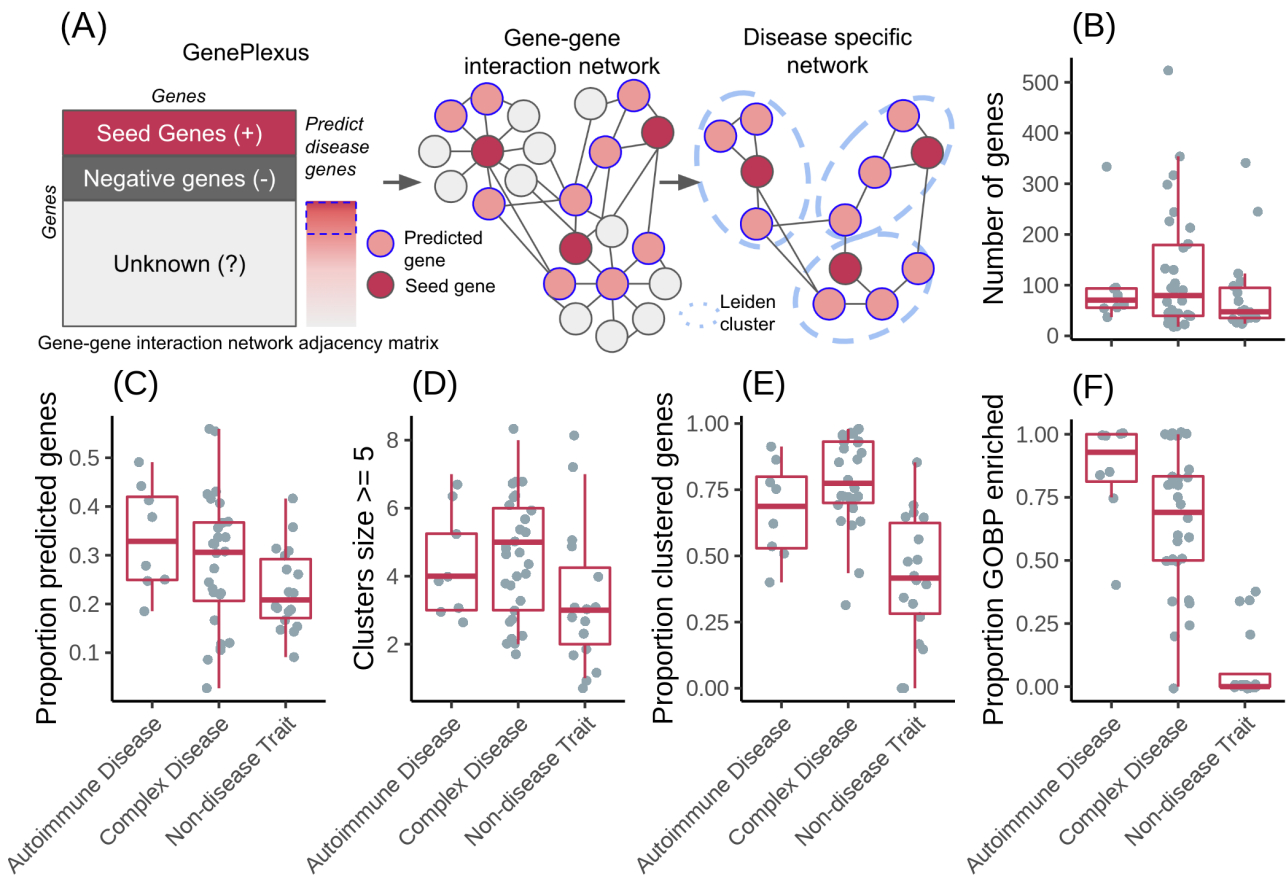 (A)
GenePlexus
Genes
Genes
Seed Genes (+)
Negative genes (-)
Unknown (?)
Predict
disease
genes
Gene-gene interaction network adjacency matrix
Predicted
gene
Seed gene
Gene-gene
interaction network
Disease specific
network
Leiden
cluster
(B)
Number of genes
500
400
300
200
100
0
(C)
Proportion predicted genes
0.5
0.4
0.3
0.2
0.1
Autoimmune Disease
Complex Disease
Non-disease Trait
(D)
Clusters size >= 5
8
6
4
2
Autoimmune Disease
Complex Disease
Non-disease Trait
(E)
Proportion clustered genes
1.00
0.75
0.50
0.25
0.00
Autoimmune Disease
Complex Disease
Non-disease Trait
(F)
Proportion GOBP enriched
1.00
0.75
0.50
0.25
0.00
Autoimmune Disease
Complex Disease
Non-disease Trait